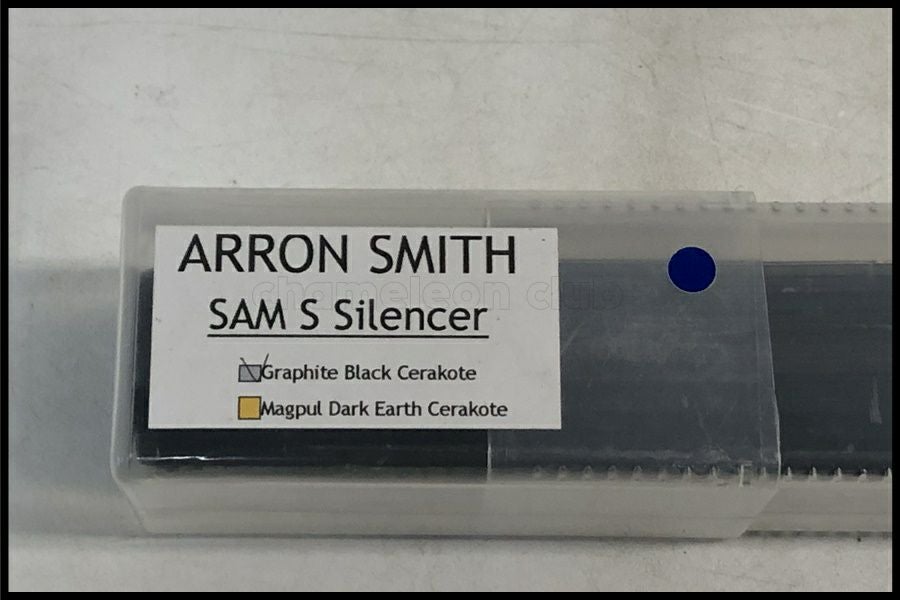 ARRON SMITH
chameleon club
SAM S Silencer
Graphite Black Cerakote
Magpul Dark Earth Cerakote